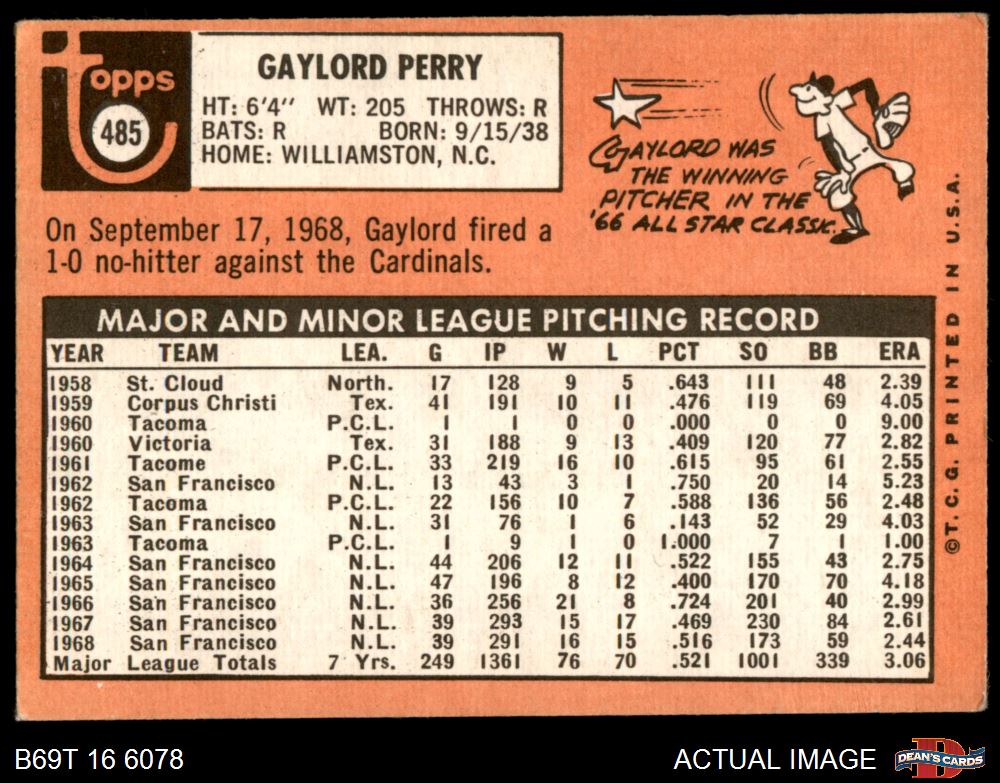 topps
485
GAYLORD PERRY
HT: 6'4" WT: 205 THROWS: R
BATS: R BORN: 9/15/38
HOME: WILLIAMSTON, N.C.
GAYLORD WAS
THE WINNING
PITCHER IN THE
'66 ALL STAR CLASSIC.
On September 17, 1968, Gaylord fired a
1-0 no-hitter against the Cardinals.
MAJOR AND MINOR LEAGUE PITCHING RECORD
YEAR TEAM LEA. G IP W L PCT SO BB ERA
1958 St. Cloud North. 17 128 9 5 .643 111 48 2.39
1959 Corpus Christi Tex. 41 191 10 11 .476 119 69 4.05
1960 Tacoma P.C.L. 1 1 0 0 .000 0 0 9.00
1960 Victoria Tex. 31 188 9 13 .409 120 77 2.82
1961 Tacome P.C.L. 33 219 16 10 .615 95 61 2.55
1962 San Francisco N.L. 13 43 3 1 .750 20 14 5.23
1962 Tacoma P.C.L. 22 156 10 7 .588 136 56 2.48
1963 San Francisco N.L. 31 76 1 6 .143 52 29 4.03
1963 Tacoma P.C.L. 1 9 1 0 1.000 7 1 1.00
1964 San Francisco N.L. 44 206 12 11 .522 155 43 2.75
1965 San Francisco N.L. 47 196 8 12 .400 170 70 4.18
1966 San Francisco N.L. 36 256 21 8 .724 201 40 2.99
1967 San Francisco N.L. 39 293 15 17 .469 230 84 2.61
1968 San Francisco N.L. 39 291 16 15 .516 173 59 2.44
Major League Totals 7 Yrs. 249 1361 76 70 .521 1001 339 3.06
©T.C.G. PRINTED IN U.S.A.
B69T 16 6078
ACTUAL IMAGE
D
DEAN'S CARDS